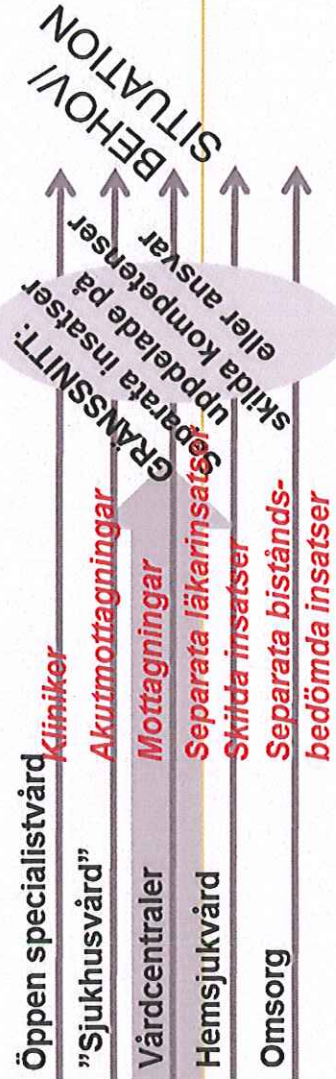 Öppen specialistvård
Kliniker
”Sjukhusvård”
Akutmottagningar
Vårdcentraler
Mottagningar
Hemsjukvård
Separata läkarinsatser
Skilda insatser
Omsorg
Separata bistånds-
bedömda insatser
GRÄNSSNITT:
Separata insatser
uppdelade på
skilda kompetenser
eller ansvar
BEHOV/
SITUATION